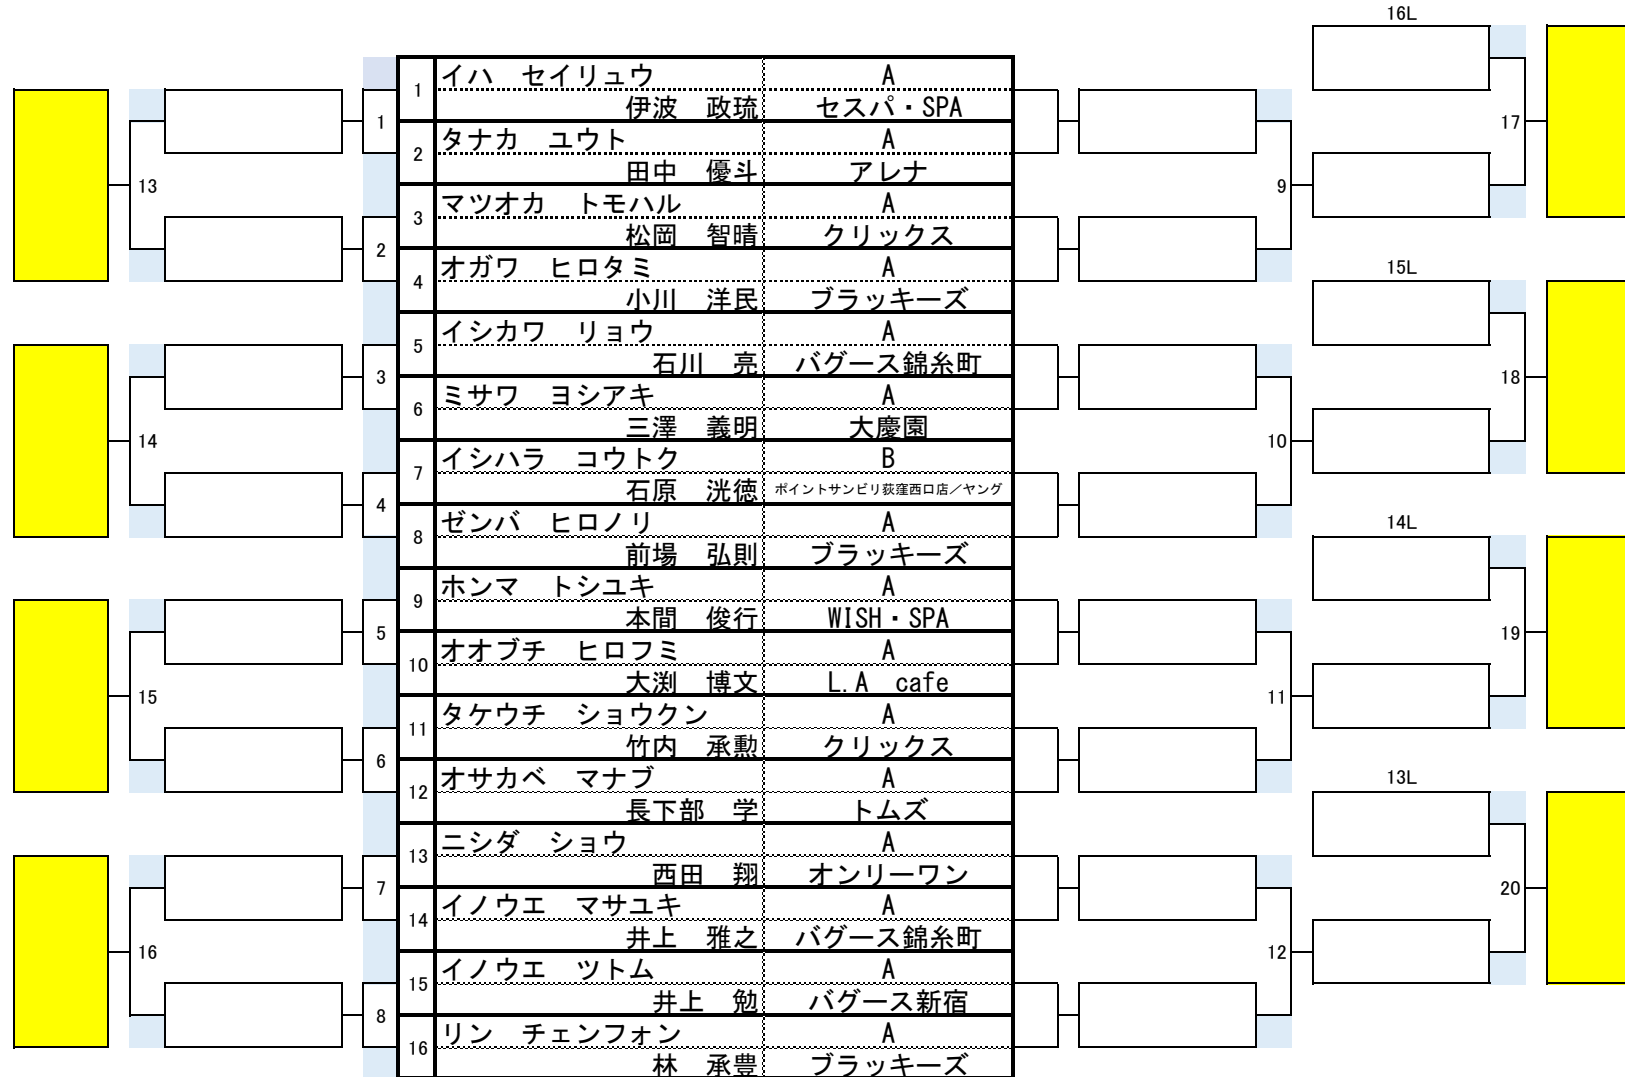 16L
1 イハ　セイリュウ A
伊波　政琉 セスパ・SPA
1
17
2 タナカ　ユウト A
田中　優斗 アレナ
13
9
3 マツオカ　トモハル A
松岡　智晴 クリックス
2
4 オガワ　ヒロタミ A
15L
小川　洋民 ブラッキーズ
5 イシカワ　リョウ A
石川　亮 バグース錦糸町
3
18
6 ミサワ　ヨシアキ A
三澤　義明 大慶園
14
10
7 イシハラ　コウトク B
石原　洸徳 ポイントサンビリ荻窪西口店／ヤング
4
8 ゼンバ　ヒロノリ A
14L
前場　弘則 ブラッキーズ
9 ホンマ　トシユキ A
本間　俊行 WISH・SPA
5
19
10 オオブチ　ヒロフミ A
大渕　博文 L.A　cafe
15
11
11 タケウチ　ショウクン A
竹内　承勲 クリックス
6
12 オサカベ　マナブ A
13L
長下部　学 トムズ
13 ニシダ　ショウ A
西田　翔 オンリーワン
7
20
14 イノウエ　マサユキ A
井上　雅之 バグース錦糸町
16
12
15 イノウエ　ツトム A
井上　勉 バグース新宿
8
16 リン　チェンフォン A
林　承豊 ブラッキーズ